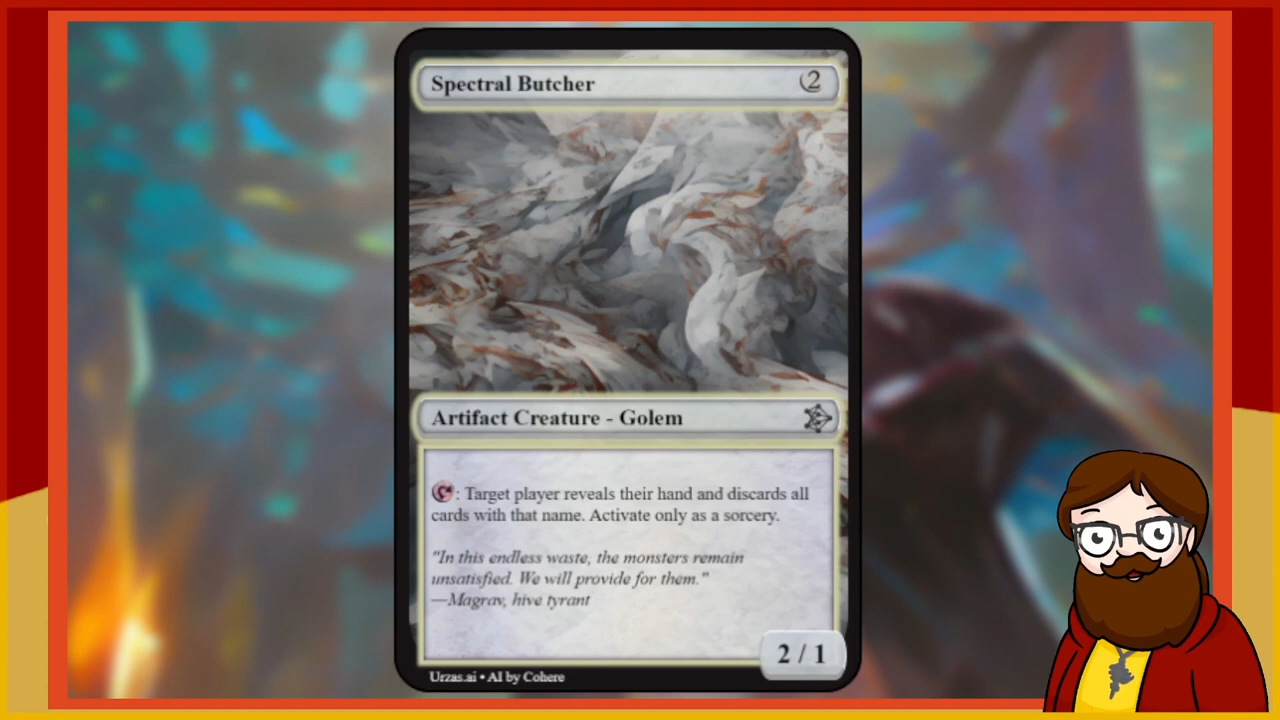 Spectral Butcher 2
Artifact Creature - Golem
: Target player reveals their hand and discards all
cards with that name. Activate only as a sorcery.
"In this endless waste, the monsters remain
unsatisfied. We will provide for them."
—Magrav, hive tyrant
2 / 1
Urzas.ai • AI by Cohere